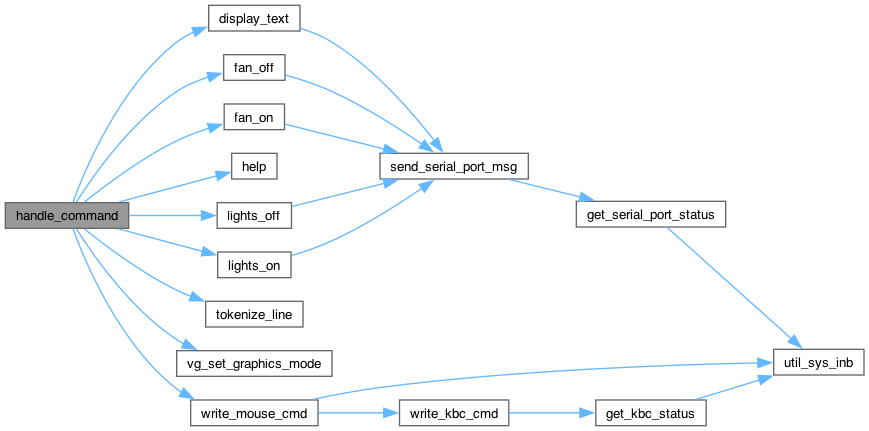 display_text
fan_off
fan_on
help
send_serial_port_msg
handle_command
lights_off
get_serial_port_status
lights_on
tokenize_line
vg_set_graphics_mode
util_sys_inb
write_mouse_cmd
write_kbc_cmd
get_kbc_status